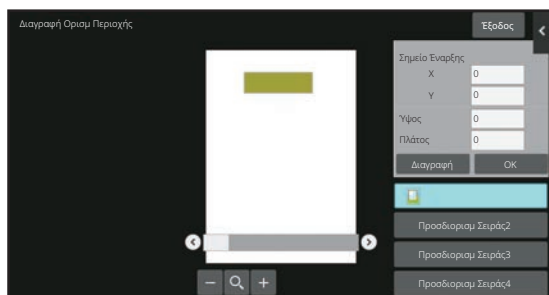 Διαγραφή Ορισμ Περιοχής
Έξοδος
Σημείο Έναρξης
X 0
Y 0
Ύψος 0
Πλάτος 0
Διαγραφή OK
Προσδιορισμ Σειράς2
Προσδιορισμ Σειράς3
Προσδιορισμ Σειράς4